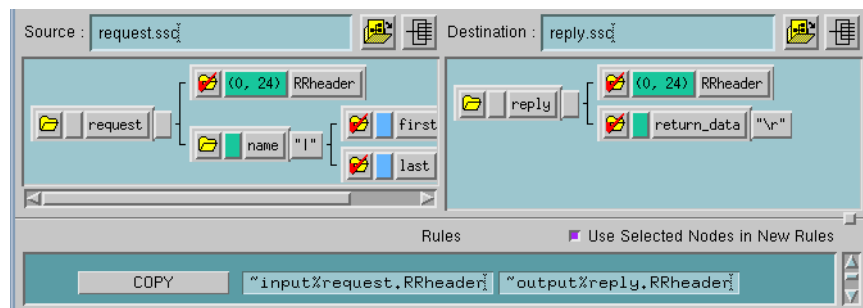 Source : request.ssc Destination : reply.ssc
(0, 24) RRheader (0, 24) RRheader
request reply
name "|" first return_data "\r"
last
Rules Use Selected Nodes in New Rules
COPY ~input%request.RRheader ~output%reply.RRheader